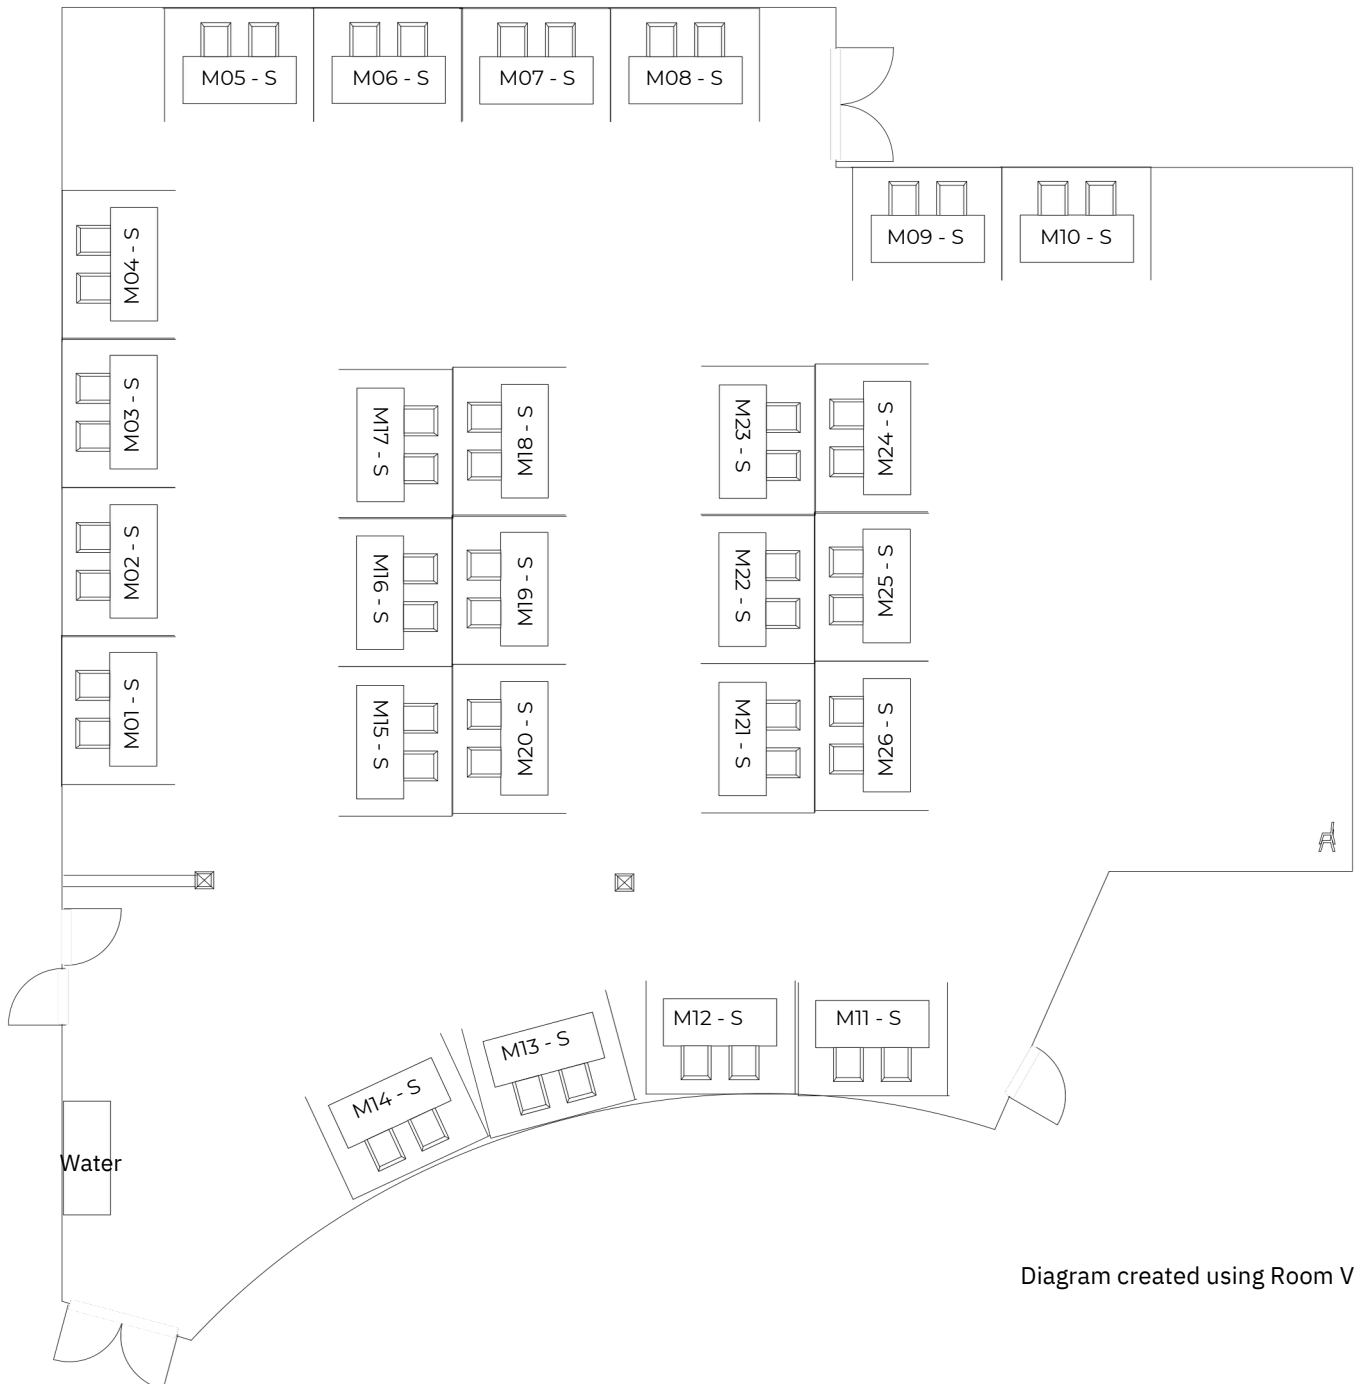 M05 - S
M06 - S
M07 - S
M08 - S
M09 - S
M10 - S
M04 - S
M03 - S
M02 - S
M01 - S
M17 - S
M18 - S
M16 - S
M19 - S
M15 - S
M20 - S
M23 - S
M24 - S
M22 - S
M25 - S
M21 - S
M26 - S
M14 - S
M13 - S
M12 - S
M11 - S
Water
Diagram created using Room V